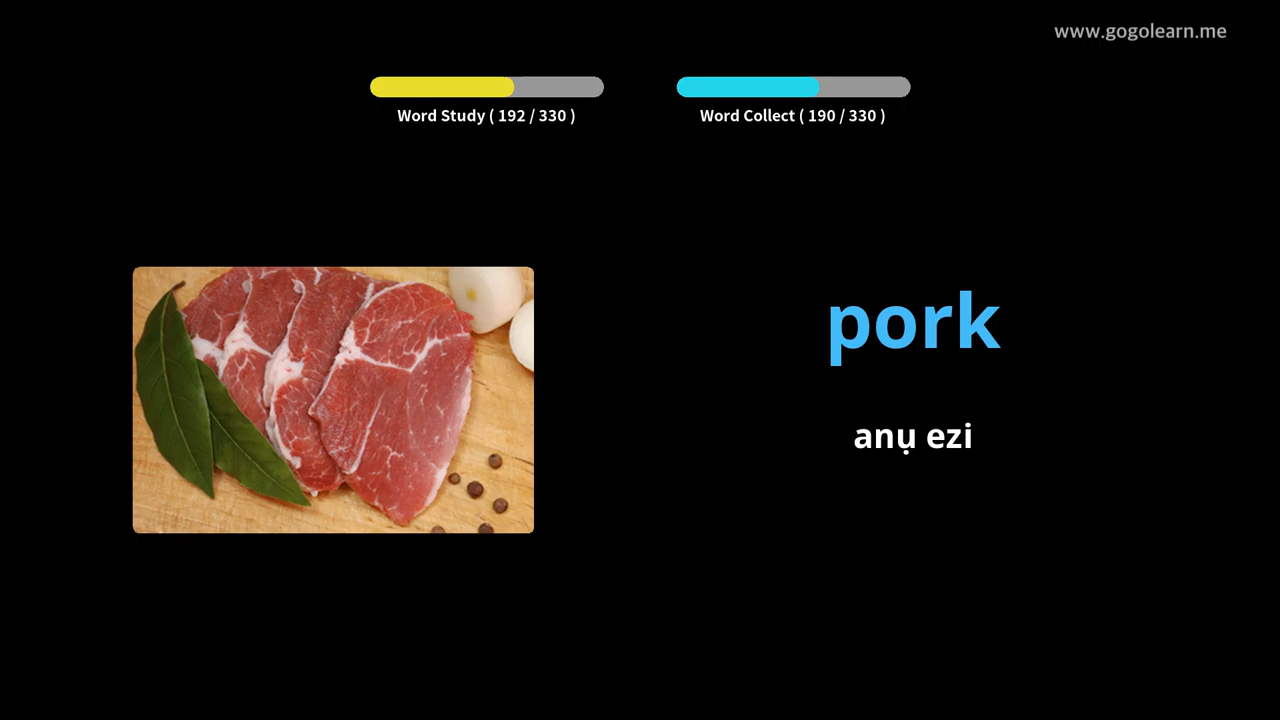 www.gogolearn.me
Word Study ( 192 / 330 )
Word Collect ( 190 / 330 )
pork
anụ ezi